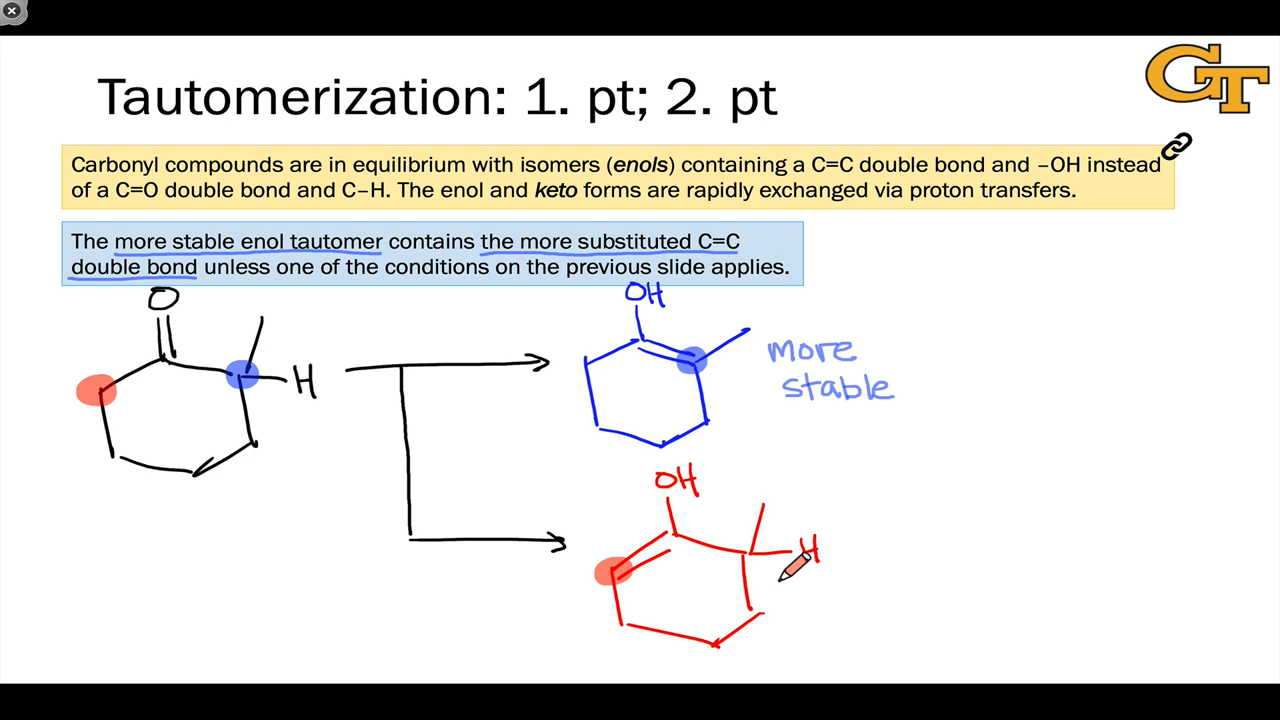 GT
Tautomerization: 1. pt; 2. pt
Carbonyl compounds are in equilibrium with isomers (enols) containing a C=C double bond and –OH instead
of a C=O double bond and C–H. The enol and keto forms are rapidly exchanged via proton transfers.
The more stable enol tautomer contains the more substituted C=C
double bond unless one of the conditions on the previous slide applies.
O
H
OH
more
stable
OH
H